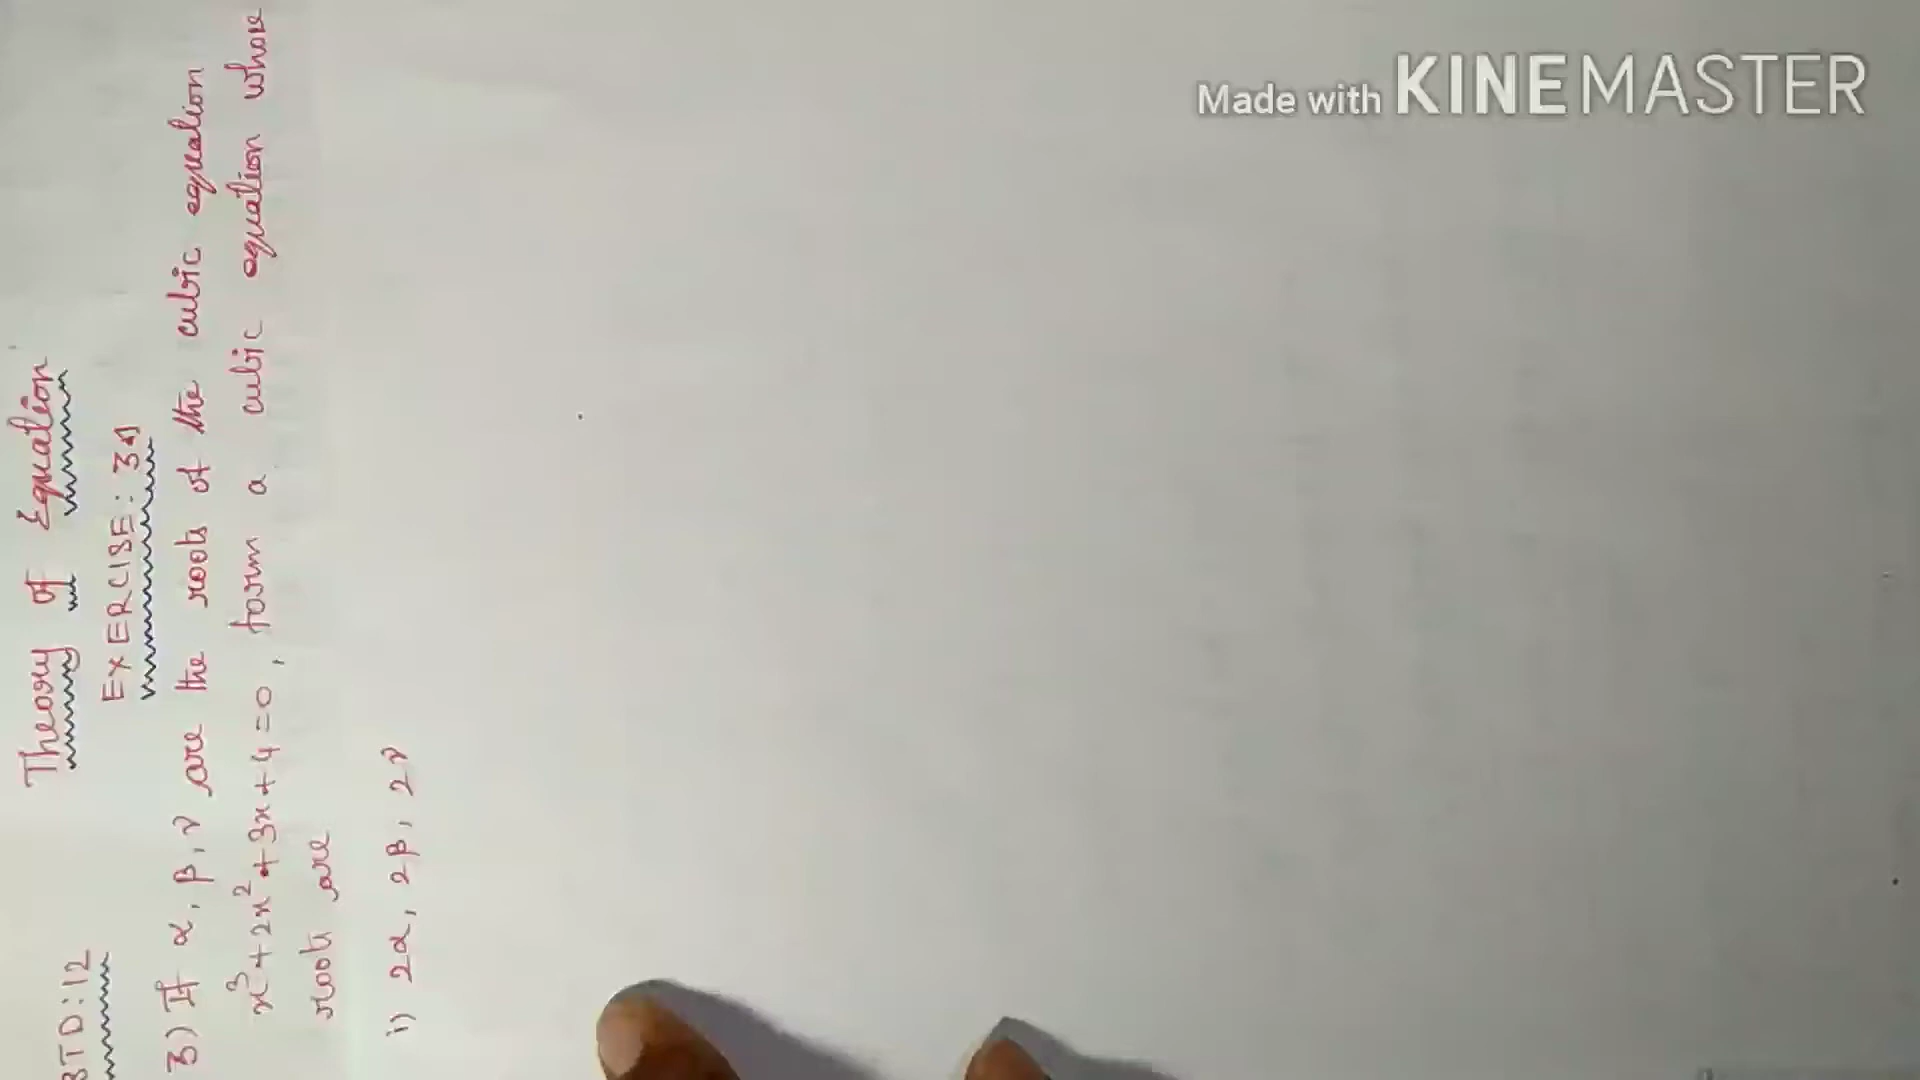 STD:12
Theory of Equation
EXERCISE: 3.1
3) If α, β, γ are the roots of the cubic equation
x³+2x²+3x+4=0, form a cubic equation whose
roots are
i) 2α, 2β, 2γ
Made with KINEMASTER